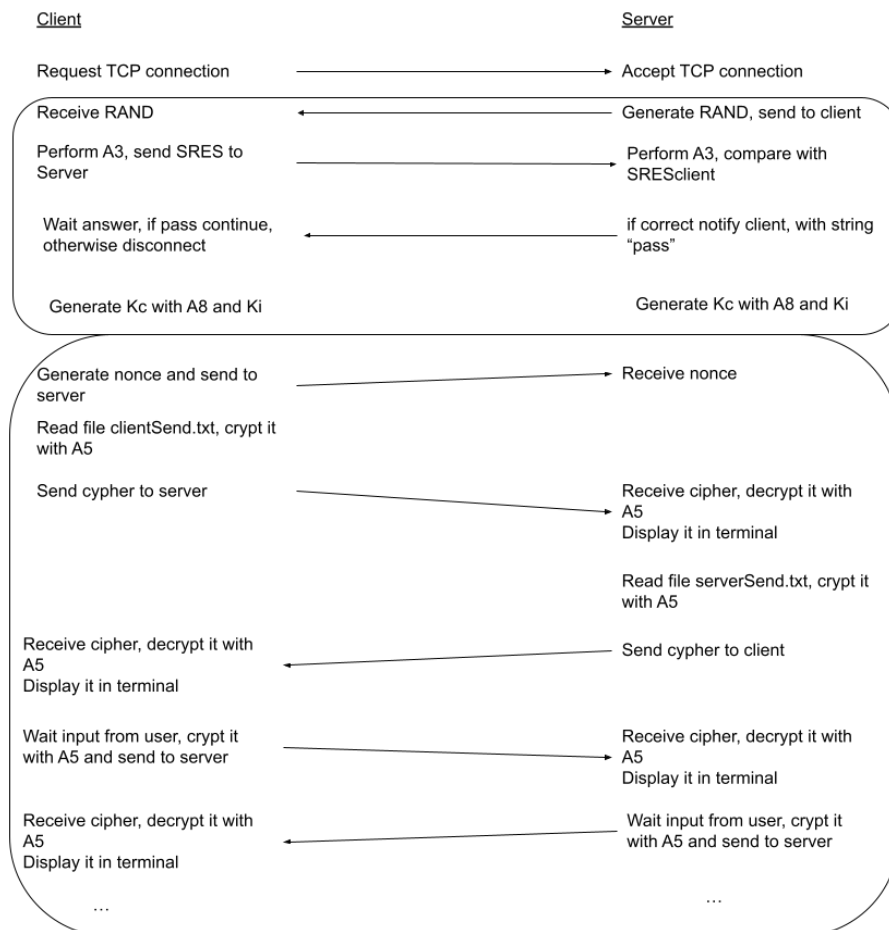 Client
Server
Request TCP connection
Accept TCP connection
Receive RAND
Generate RAND, send to client
Perform A3, send SRES to
Server
Perform A3, compare with
SRESclient
Wait answer, if pass continue,
otherwise disconnect
if correct notify client, with string
“pass”
Generate Kc with A8 and Ki
Generate Kc with A8 and Ki
Generate nonce and send to
server
Receive nonce
Read file clientSend.txt, crypt it
with A5
Send cypher to server
Receive cipher, decrypt it with
A5
Display it in terminal
Read file serverSend.txt, crypt it
with A5
Send cypher to client
Receive cipher, decrypt it with
A5
Display it in terminal
Wait input from user, crypt it
with A5 and send to server
Receive cipher, decrypt it with
A5
Display it in terminal
Wait input from user, crypt it
with A5 and send to server
Receive cipher, decrypt it with
A5
Display it in terminal
...
...